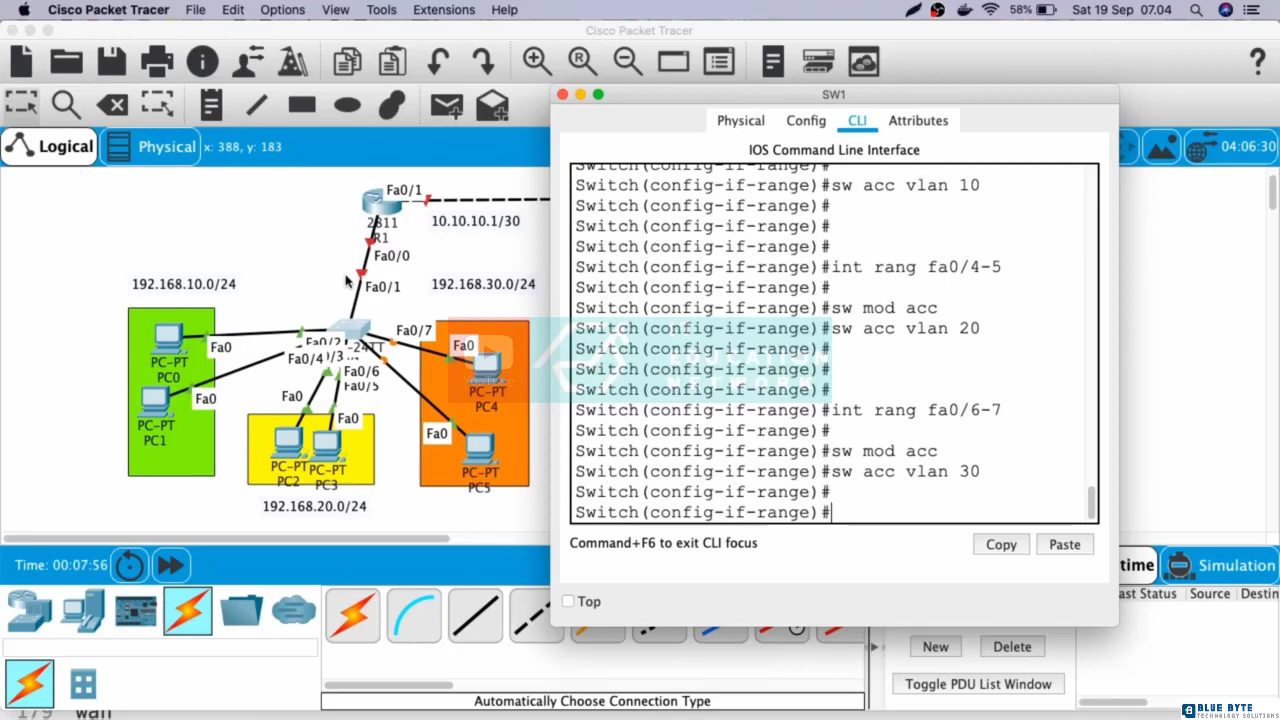 Cisco Packet Tracer File Edit Options View Tools Extensions Help 58% Sat 19 Sep 07.04
Cisco Packet Tracer
SW1
Physical Config CLI Attributes
Logical Physical x: 388, y: 183
04:06:30
IOS Command Line Interface
Switch(config-if-range)#
Switch(config-if-range)#sw acc vlan 10
Switch(config-if-range)#
Switch(config-if-range)#
Switch(config-if-range)#
Switch(config-if-range)#int rang fa0/4-5
Switch(config-if-range)#
Switch(config-if-range)#sw mod acc
Switch(config-if-range)#sw acc vlan 20
Switch(config-if-range)#
Switch(config-if-range)#
Switch(config-if-range)#
Switch(config-if-range)#int rang fa0/6-7
Switch(config-if-range)#
Switch(config-if-range)#sw mod acc
Switch(config-if-range)#sw acc vlan 30
Switch(config-if-range)#
Switch(config-if-range)#
Command+F6 to exit CLI focus
Copy Paste
Top
Fa0/1
2811
R1
10.10.10.1/30
Fa0/0
Fa0/1
192.168.10.0/24
192.168.30.0/24
Fa0/7
Fa0/2
-24TT
Fa0/4
Fa0/6
Fa0/5
Fa0
PC-PT
PC0
Fa0
PC-PT
PC1
Fa0
PC-PT
PC4
Fa0
Fa0
Fa0
PC-PT
PC2
PC-PT
PC3
PC-PT
PC5
192.168.20.0/24
EDUCATION
NETWORK
Time: 00:07:56
Simulation
Last Status Source
New Delete
Toggle PDU List Window
Automatically Choose Connection Type
179 wan
BLUE BYTE
TECHNOLOGY SOLUTIONS